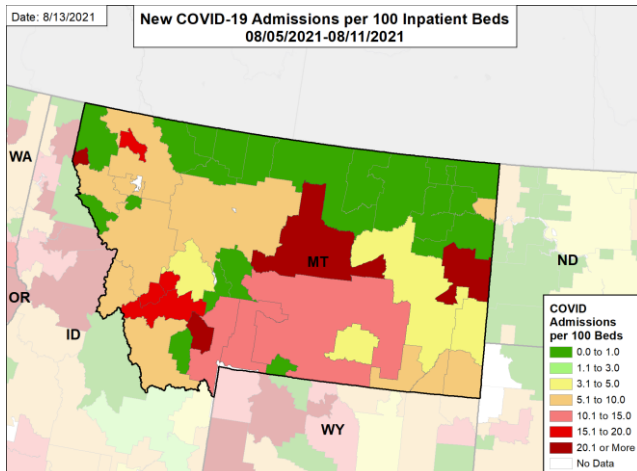 Date: 8/13/2021
New COVID-19 Admissions per 100 Inpatient Beds
08/05/2021-08/11/2021
WA
MT
ND
OR
ID
WY
COVID
Admissions
per 100 Beds
0.0 to 1.0
1.1 to 3.0
3.1 to 5.0
5.1 to 10.0
10.1 to 15.0
15.1 to 20.0
20.1 or More
No Data